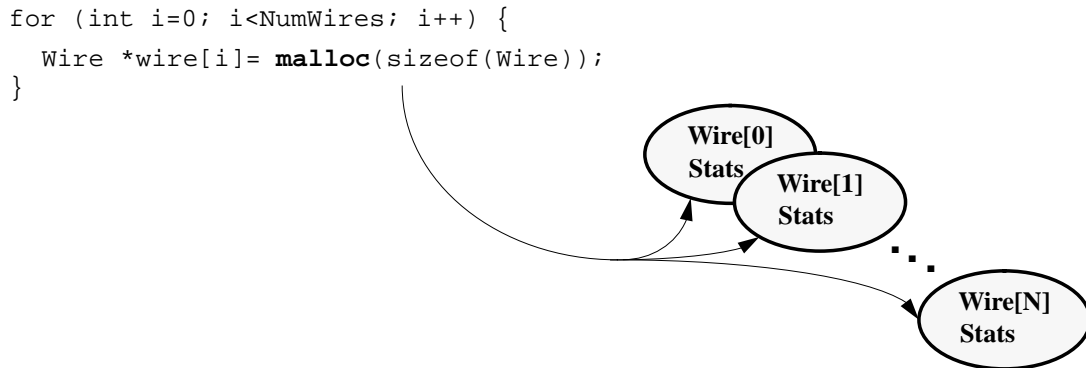 for (int i=0; i<NumWires; i++) {
Wire *wire[i]= malloc(sizeof(Wire));
}
Wire[0]
Stats
Wire[1]
Stats
...
Wire[N]
Stats